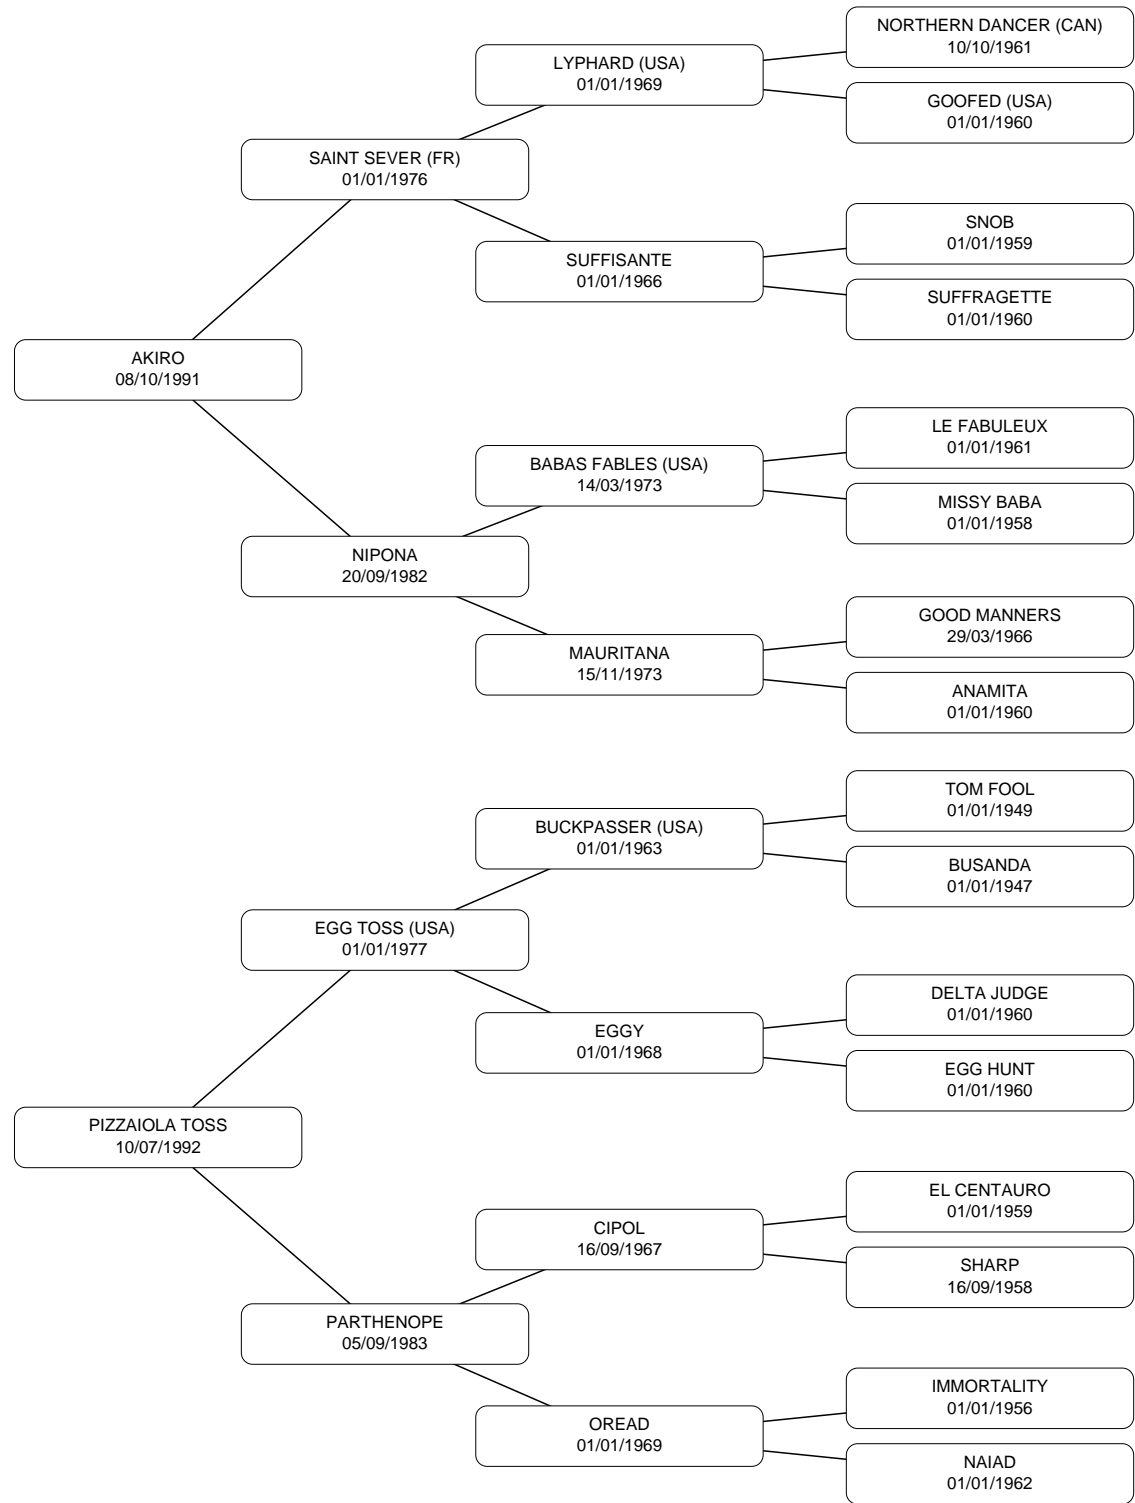 NORTHERN DANCER (CAN)
10/10/1961
LYPHARD (USA)
01/01/1969
GOOFED (USA)
01/01/1960
SAINT SEVER (FR)
01/01/1976
SNOB
01/01/1959
SUFFISANTE
01/01/1966
SUFFRAGETTE
01/01/1960
AKIRO
08/10/1991
LE FABULEUX
01/01/1961
BABAS FABLES (USA)
14/03/1973
MISSY BABA
01/01/1958
NIPONA
20/09/1982
GOOD MANNERS
29/03/1966
MAURITANA
15/11/1973
ANAMITA
01/01/1960
TOM FOOL
01/01/1949
BUCKPASSER (USA)
01/01/1963
BUSANDA
01/01/1947
EGG TOSS (USA)
01/01/1977
DELTA JUDGE
01/01/1960
EGGY
01/01/1968
EGG HUNT
01/01/1960
PIZZAIOLA TOSS
10/07/1992
EL CENTAURO
01/01/1959
CIPOL
16/09/1967
SHARP
16/09/1958
PARTHENOPE
05/09/1983
IMMORTALITY
01/01/1956
OREAD
01/01/1969
NAIAD
01/01/1962